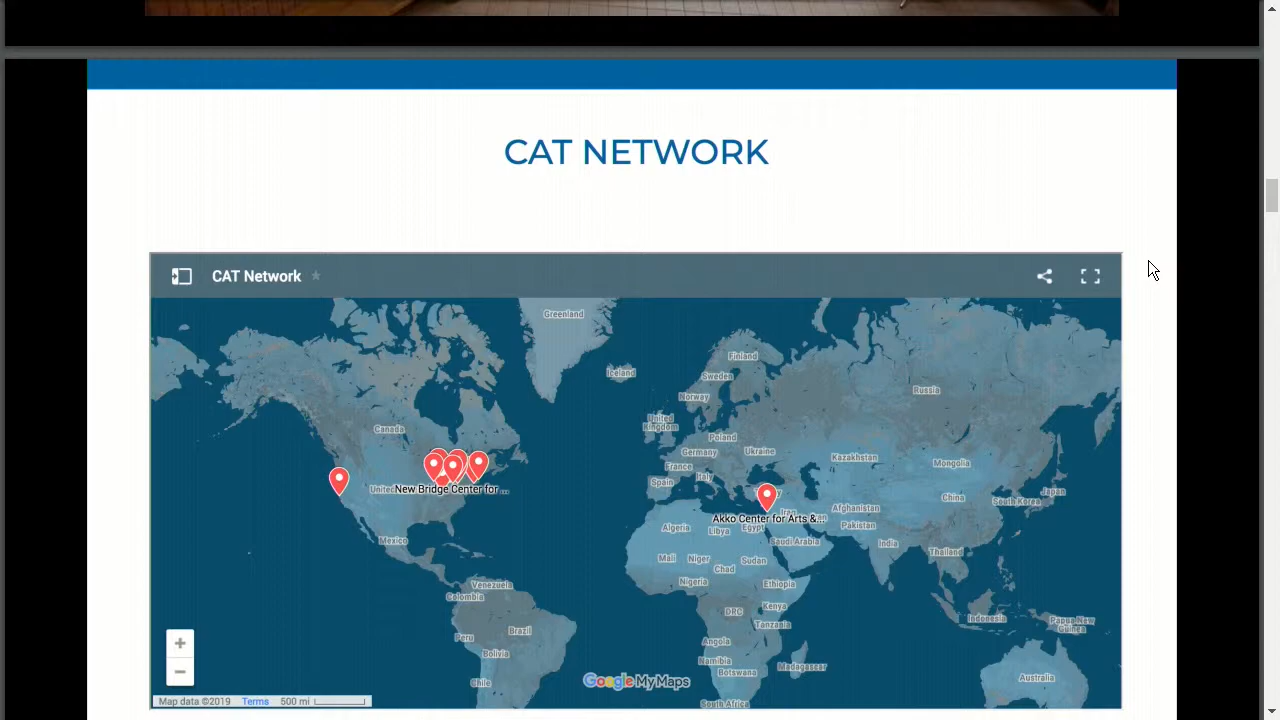 CAT NETWORK
CAT Network
Greenland
Finland
Iceland
Sweden
Russia
Norway
United
Kingdom
Canada
Poland
Germany
Ukraine
Kazakhstan
Mongolia
France
Italy
Spain
United
New Bridge Center for ...
China
South Korea
Japan
Afghanistan
Akko Center for Arts &...
Algeria
Libya
Egypt
Pakistan
Mexico
Saudi Arabia
India
Thailand
Mali
Niger
Sudan
Chad
Nigeria
Ethiopia
Venezuela
Colombia
DRC
Kenya
Tanzania
Indonesia
Papua New
Guinea
Peru
Brazil
Angola
Bolivia
Namibia
Madagascar
Botswana
Chile
Google My Maps
Australia
South Africa
Map data ©2019 Terms 500 mi